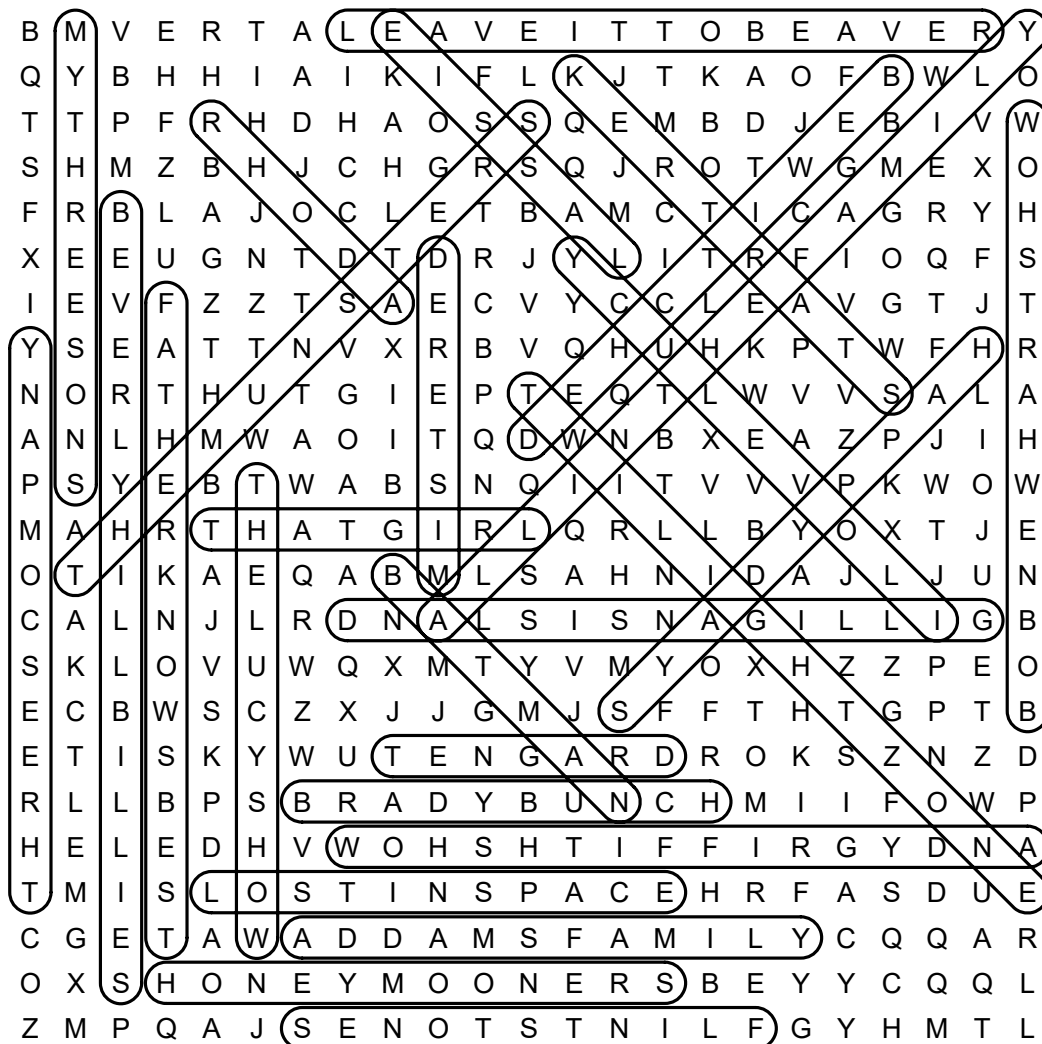 B M V E R T A L E A V E I T T O B E A V E R Y
Q Y B H H I A I K I F L K J T K A O F B W L O
T T P F R H D H A O S S Q E M B D J E B I V W
S H M Z B H J C H G R S Q J R O T W G M E X O
F R B L A J O C L E T B A M C T I C A G R Y H
X E E U G N T D T D R J Y L I T R F I O Q F S
I E V F Z Z T S A E C V Y C C L E A V G T J T
Y S E A T T N V X R B V Q H U H K P T W F H R
N O R T H U T G I E P T E Q T L W V V S A L A
A N L H M W A O I T Q D W N B X E A Z P J I H
P S Y E B T W A B S N Q I I T V V V P K W O W
M A H R T H A T G I R L Q R L L B Y O X T J E
O T I K A E Q A B M L S A H N I D A J L J U N
C A L N J L R D N A L S I S N A G I L L I G B
S K L O V U W Q X M T Y V M Y O X H Z Z P E O
E C B W S C Z X J J G M J S F F T H T G P T B
E T I S K Y W U T E N G A R D R O K S Z N Z D
R L L B P S B R A D Y B U N C H M I I F O W P
H E L E D H V W O H S H T I F F I R G Y D N A
T M I S L O S T I N S P A C E H R F A S D U E
C G E T A W A D D A M S F A M I L Y C Q Q A R
O X S H O N E Y M O O N E R S B E Y Y C Q Q L
Z M P Q A J S E N O T S T N I L F G Y H M T L